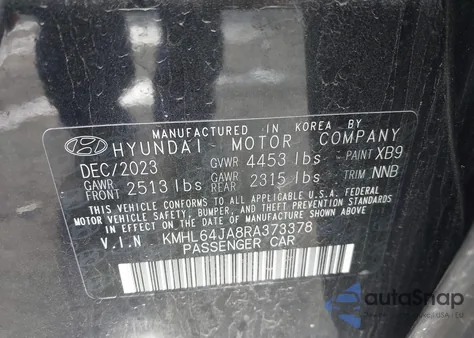 MANUFACTURED IN KOREA BY
HYUNDAI MOTOR COMPANY
DEC/2023 GVWR 4453 lbs PAINT XB9
GAWR FRONT 2513 lbs GAWR REAR 2315 lbs TRIM NNB
THIS VEHICLE CONFORMS TO ALL APPLICABLE U.S.A. FEDERAL
MOTOR VEHICLE SAFETY, BUMPER, AND THEFT PREVENTION
STANDARDS IN EFFECT ON THE DATE OF MANUFACTURE SHOWN ABOVE.
V.I.N KMHL64JA8RA373378
PASSENGER CAR
autoSnap